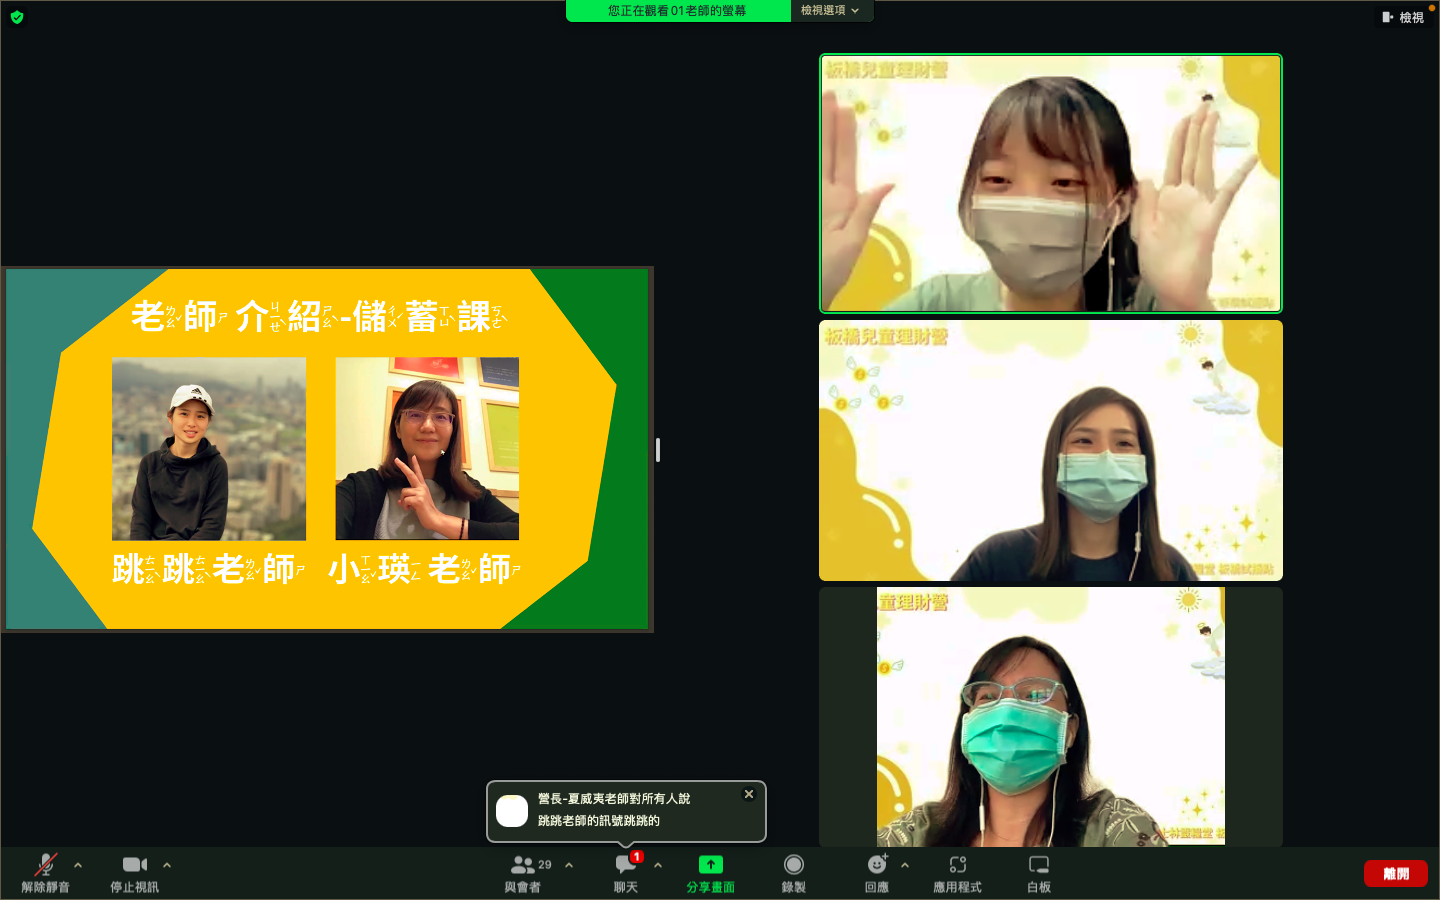 您正在觀看01老師的螢幕
檢視選項
檢視
老師 介紹-儲蓄課
跳跳老師
小瑛 老師
板橋兒童理財營
板橋兒童理財營
童理財營
營長-夏威夷老師對所有人說
跳跳老師的訊號跳跳的
解除靜音
停止視訊
29
與會者
1
聊天
分享畫面
錄製
回應
應用程式
白板
離開